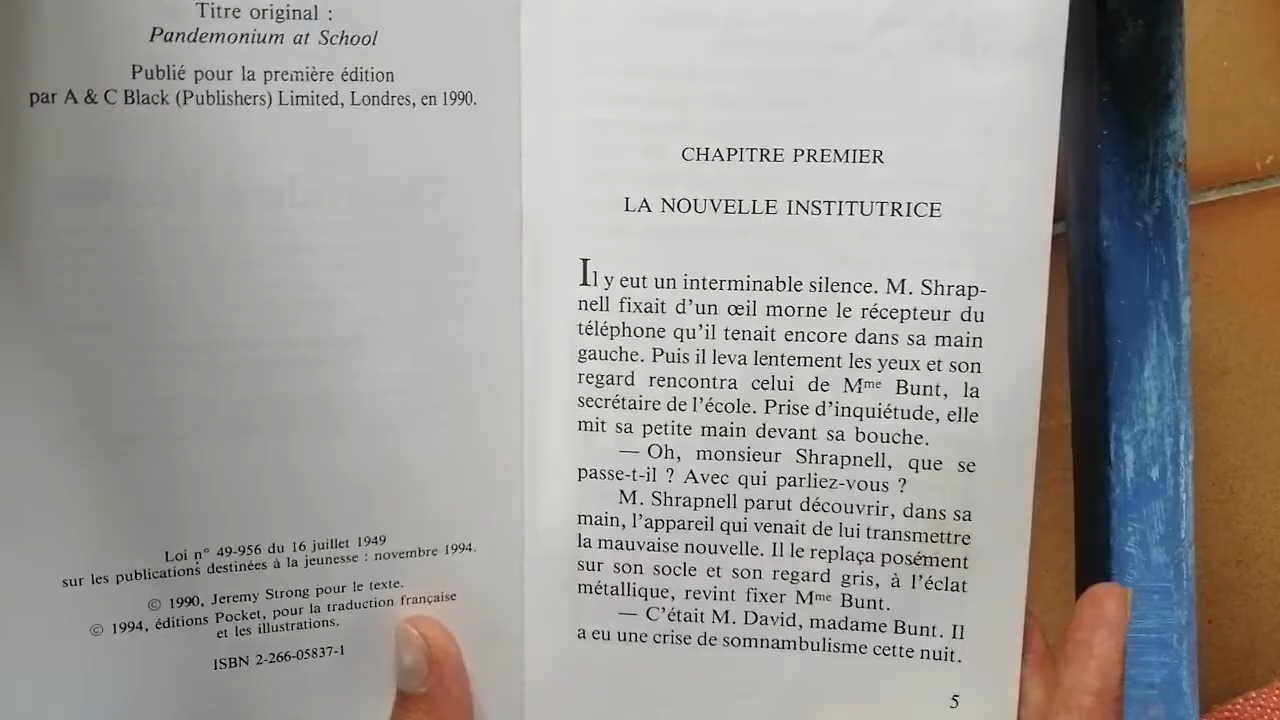 Titre original :
Pandemonium at School
Publié pour la première édition
par A & C Black (Publishers) Limited, Londres, en 1990.
Loi n° 49-956 du 16 juillet 1949
sur les publications destinées à la jeunesse : novembre 1994.
© 1990, Jeremy Strong pour le texte.
© 1994, éditions Pocket, pour la traduction française
et les illustrations.
ISBN 2-266-05837-1
CHAPITRE PREMIER
LA NOUVELLE INSTITUTRICE
Il y eut un interminable silence. M. Shrap-
nell fixait d'un œil morne le récepteur du
téléphone qu'il tenait encore dans sa main
gauche. Puis il leva lentement les yeux et son
regard rencontra celui de Mme Bunt, la
secrétaire de l'école. Prise d'inquiétude, elle
mit sa petite main devant sa bouche.
— Oh, monsieur Shrapnell, que se
passe-t-il ? Avec qui parliez-vous ?
M. Shrapnell parut découvrir, dans sa
main, l'appareil qui venait de lui transmettre
la mauvaise nouvelle. Il le replaça posément
sur son socle et son regard gris, à l'éclat
métallique, revint fixer Mme Bunt.
— C'était M. David, madame Bunt. Il
a eu une crise de somnambulisme cette nuit.
5